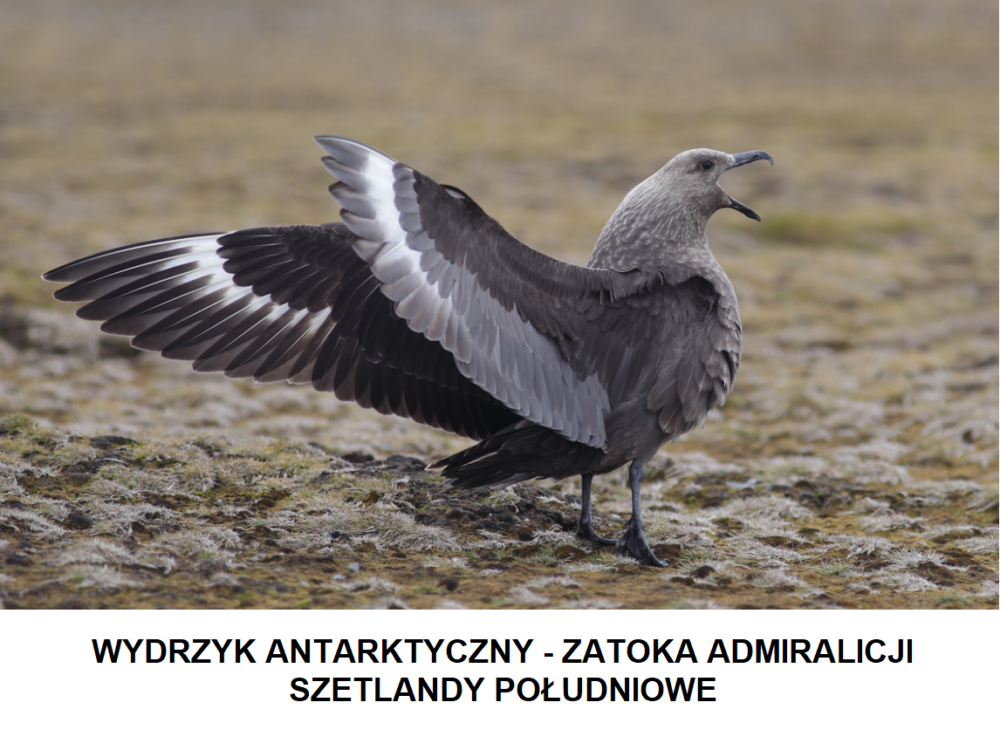 WYDRZYK ANTARKTYCZNY - ZATOKA ADMIRALICJI
SZETLANDY POŁUDNIOWE